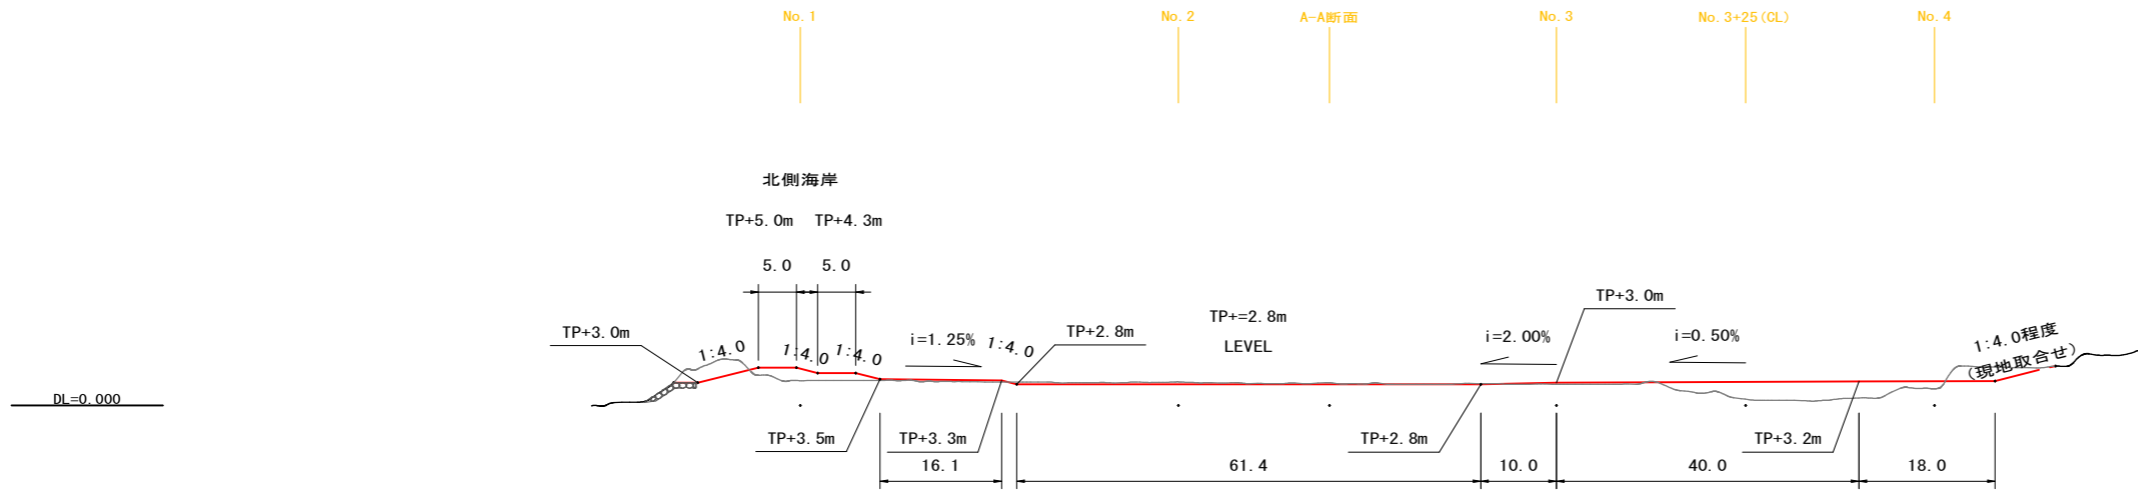 No.1
No.2
A-A断面
No.3
No.3+25(CL)
No.4
北側海岸
TP+5.0m
TP+4.3m
5.0
5.0
TP+3.0m
1:4.0
1:4.0
1:4.0
i=1.25%
1:4.0
TP+2.8m
TP+=2.8m
LEVEL
i=2.00%
TP+3.0m
i=0.50%
1:4.0程度
(現地取合せ)
DL=0.000
TP+3.5m
TP+3.3m
TP+2.8m
TP+3.2m
16.1
61.4
10.0
40.0
18.0